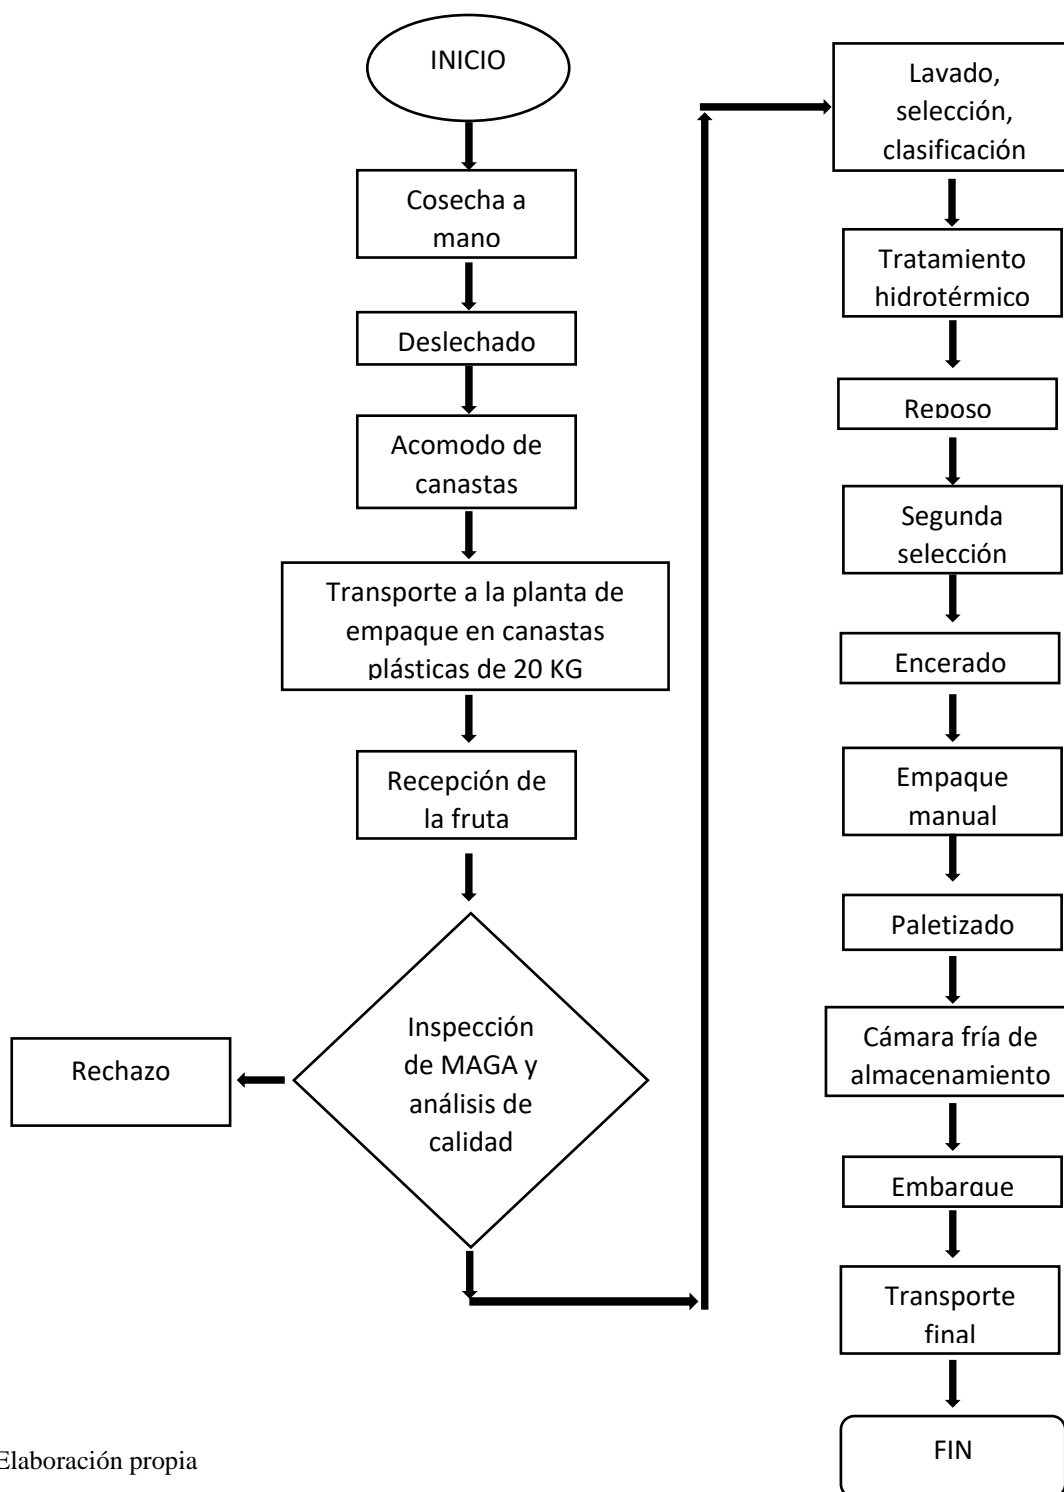 INICIO
Cosecha a
mano
Deslechado
Acomodo de
canastas
Transporte a la planta de
empaque en canastas
plásticas de 20 KG
Recepción de
la fruta
Inspección
de MAGA y
análisis de
calidad
Rechazo
Lavado,
selección,
clasificación
Tratamiento
hidrotérmico
Reposo
Segunda
selección
Encerado
Empaque
manual
Paletizado
Cámara fría de
almacenamiento
Embarque
Transporte
final
FIN
Elaboración propia